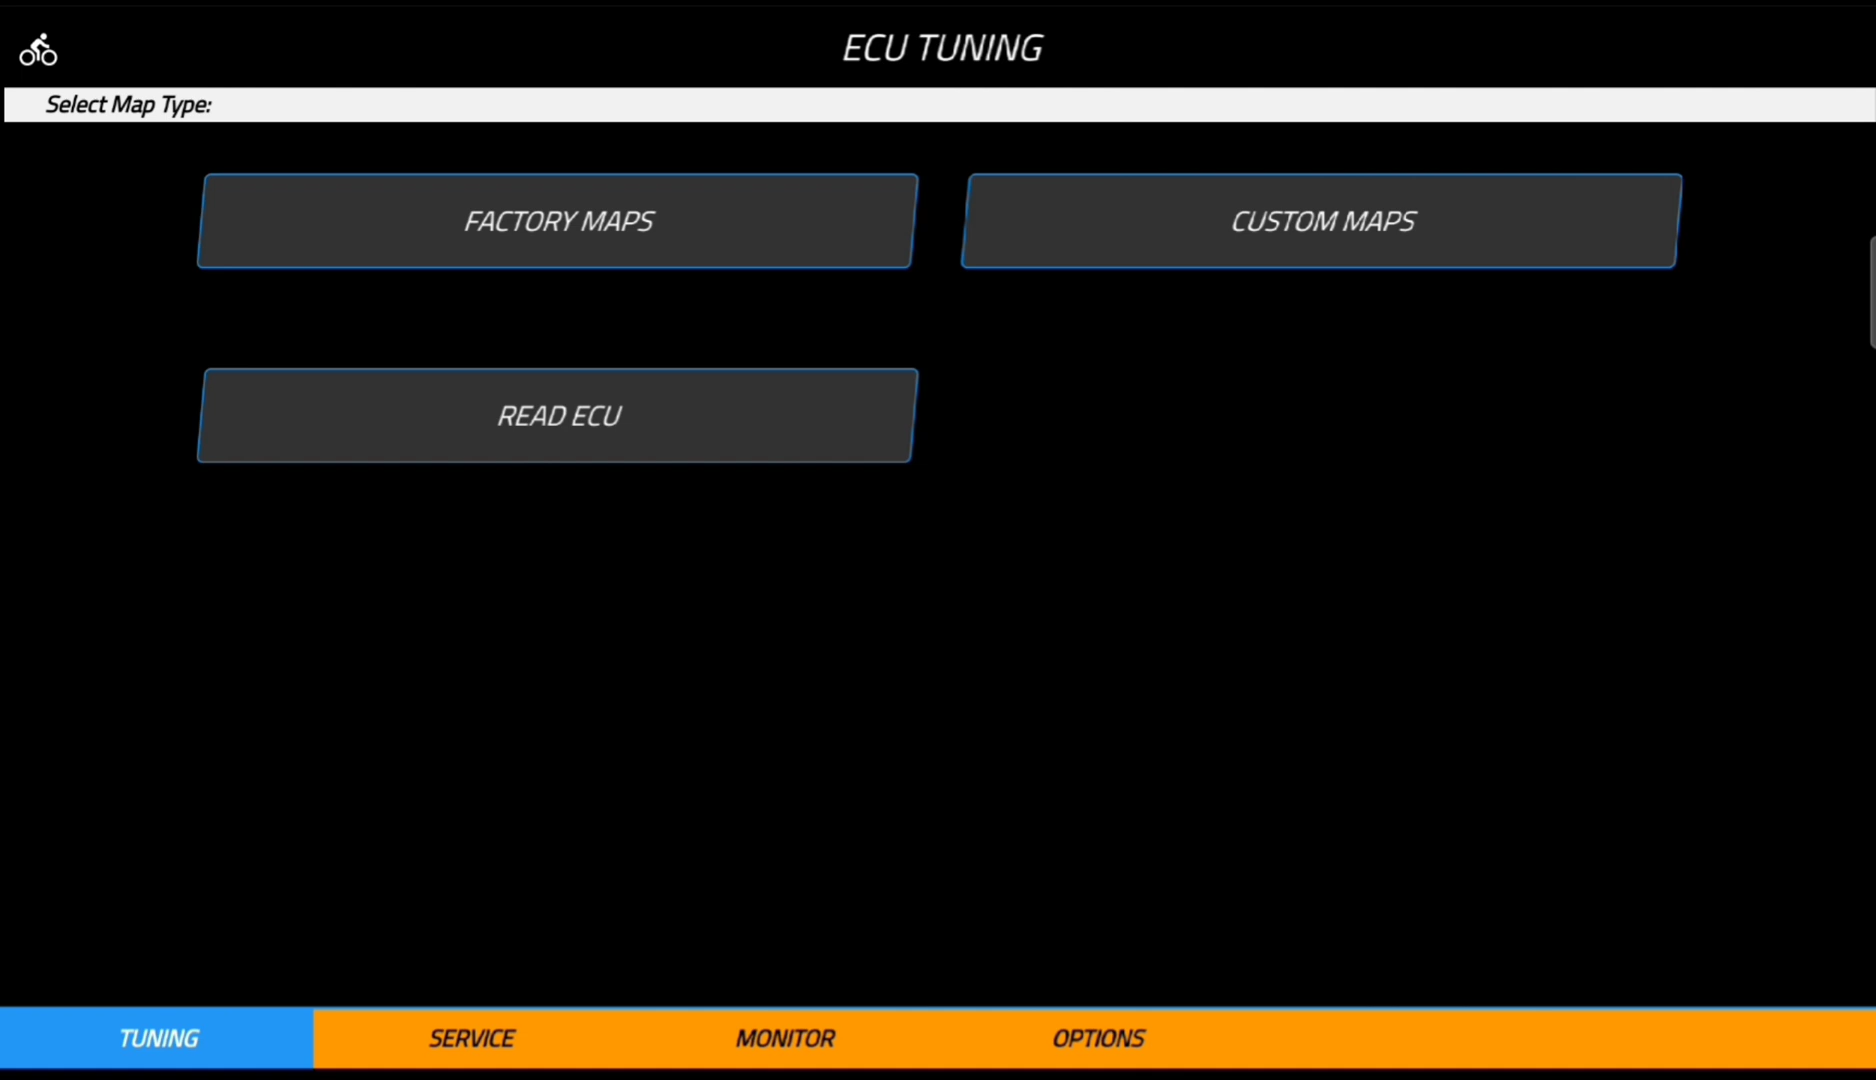 ECU TUNING
Select Map Type:
FACTORY MAPS
CUSTOM MAPS
READ ECU
TUNING
SERVICE
MONITOR
OPTIONS